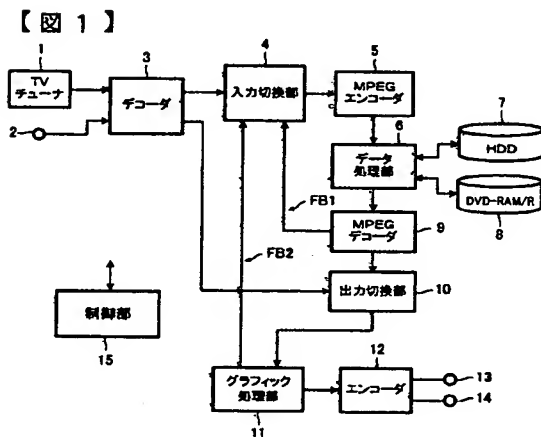 【図1】
1
TV
チューナ
2
3
デコーダ
4
入力切換部
5
MPEG
エンコーダ
6
データ
処理部
7
HDD
DVD-RAM/R
8
FB1
MPEG
デコーダ
9
FB2
出力切換部
10
制御部
15
グラフィック
処理部
11
12
エンコーダ
13
14